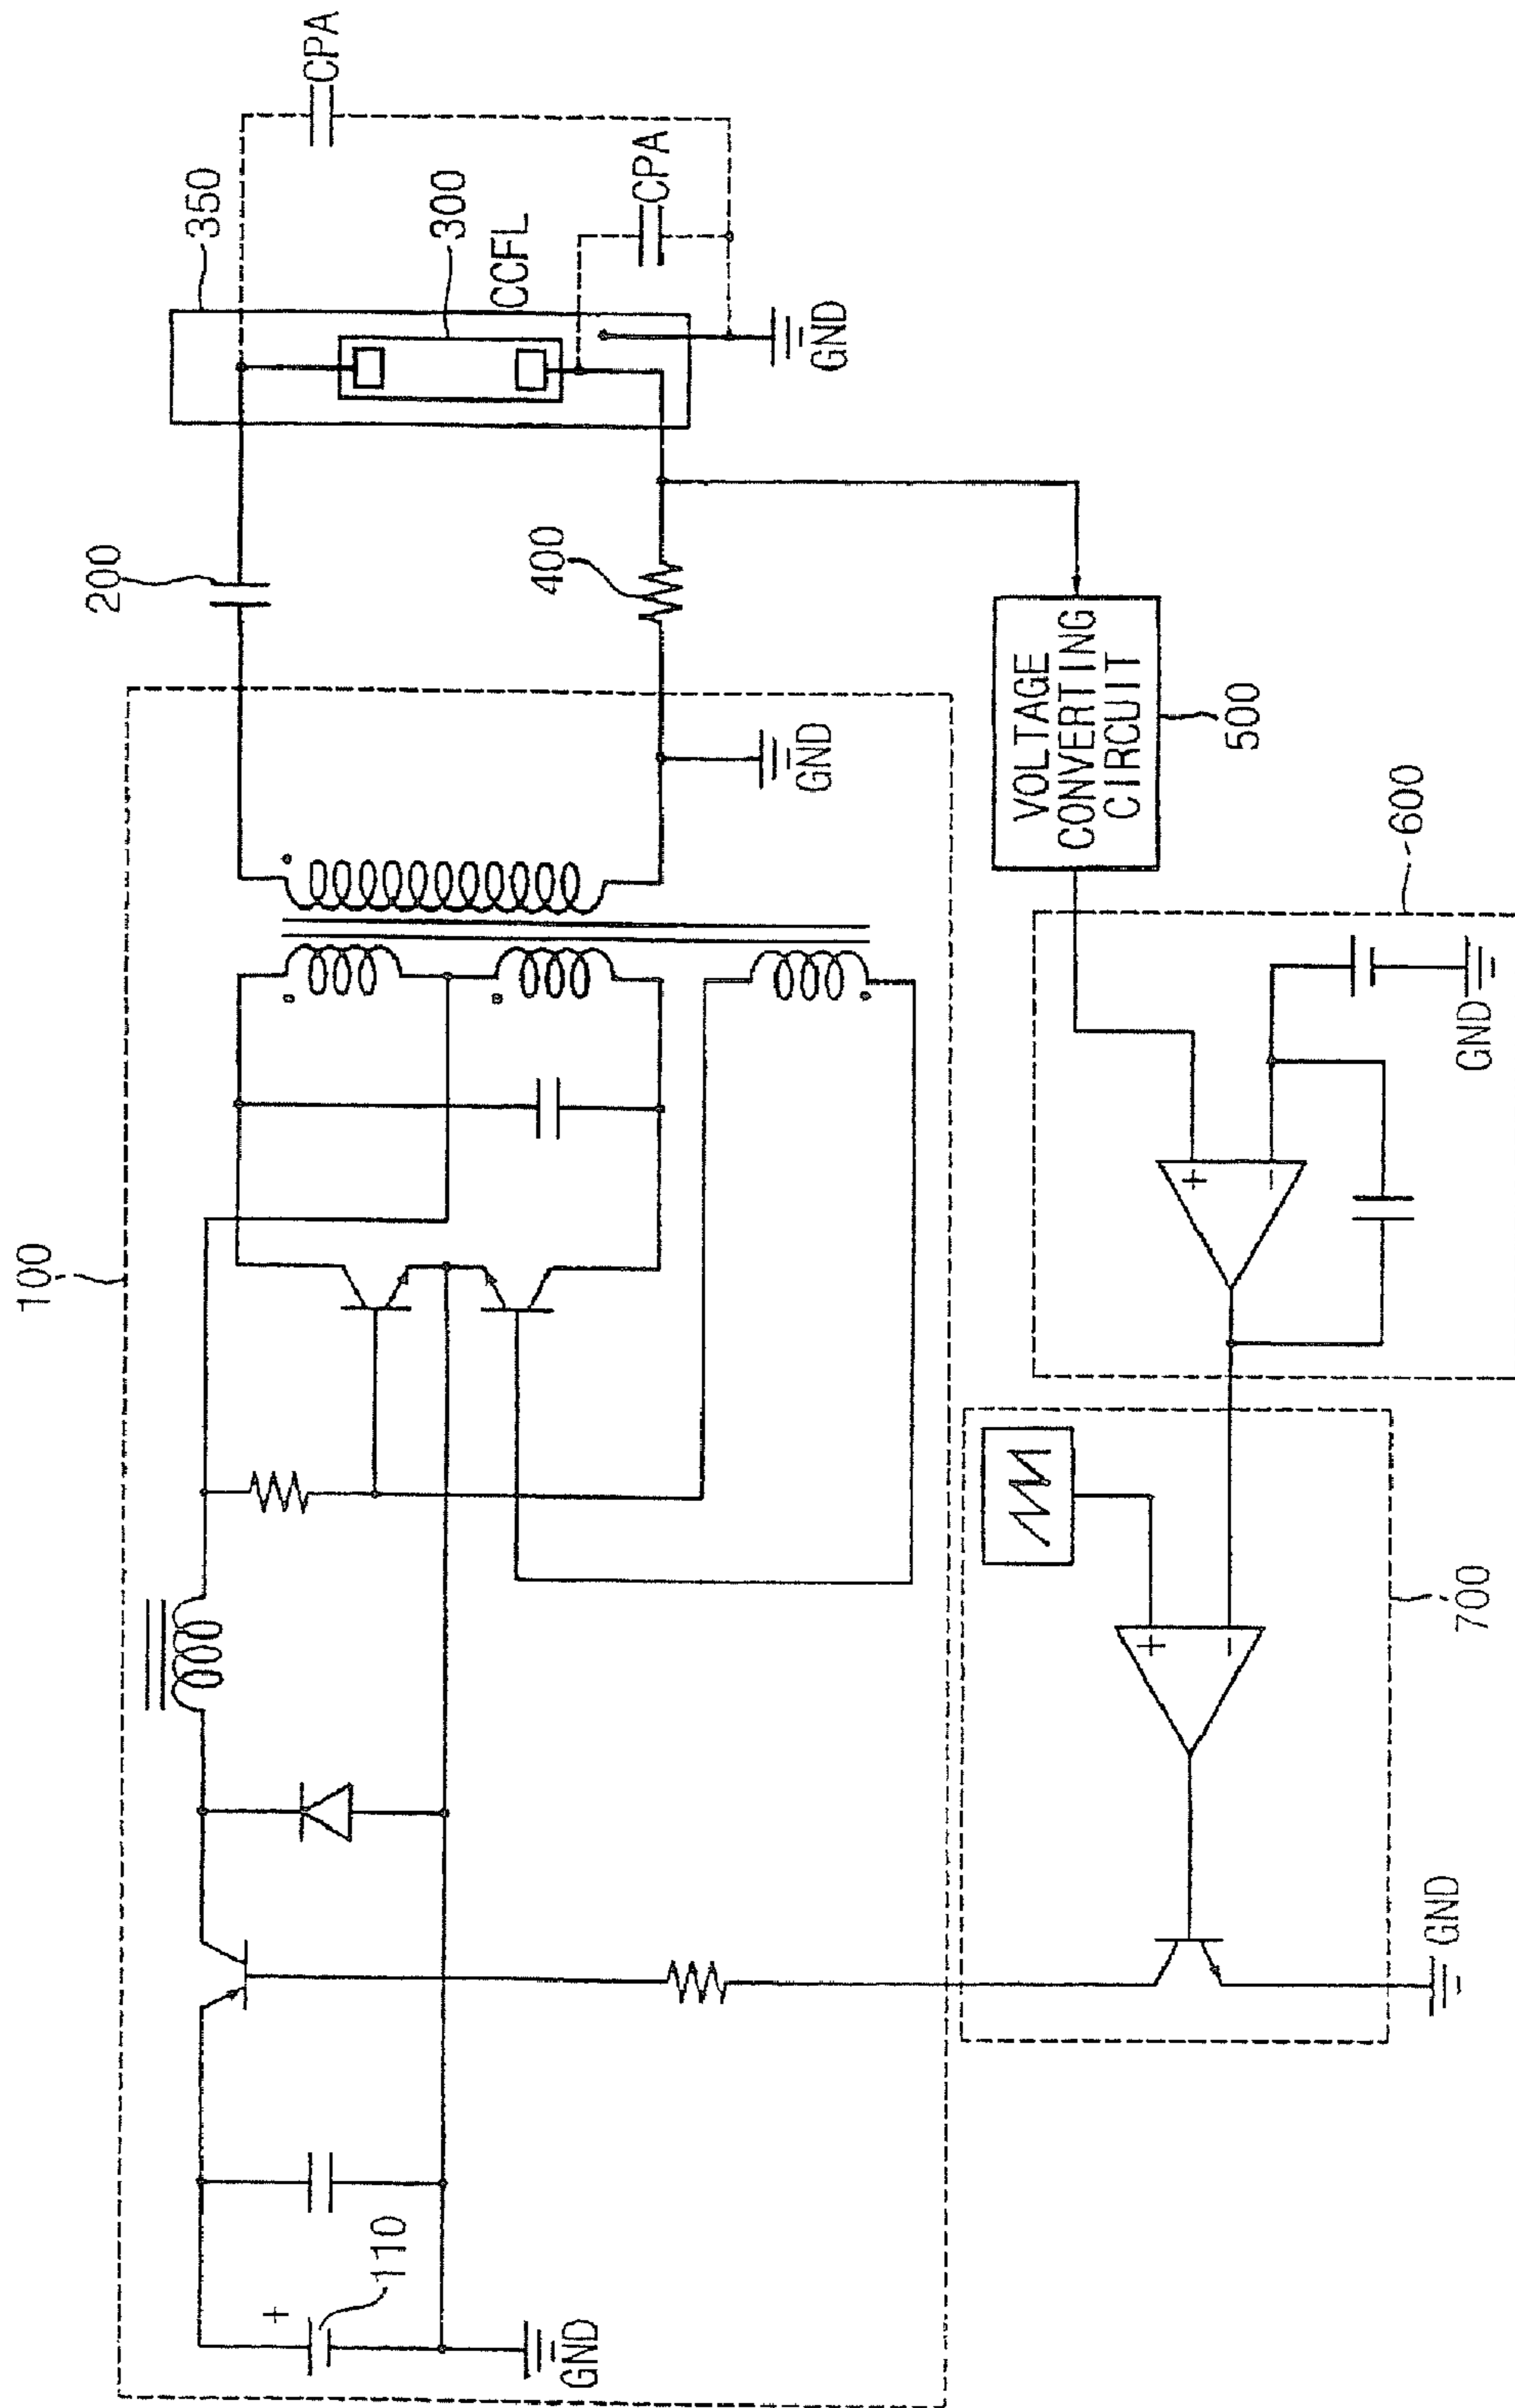 100
200
350
CPA
300
CCFL
CPA
400
GND
GND
+
110
GND
VOLTAGE
CONVERTING
CIRCUIT
500
600
+
-
GND
700
+
-
GND